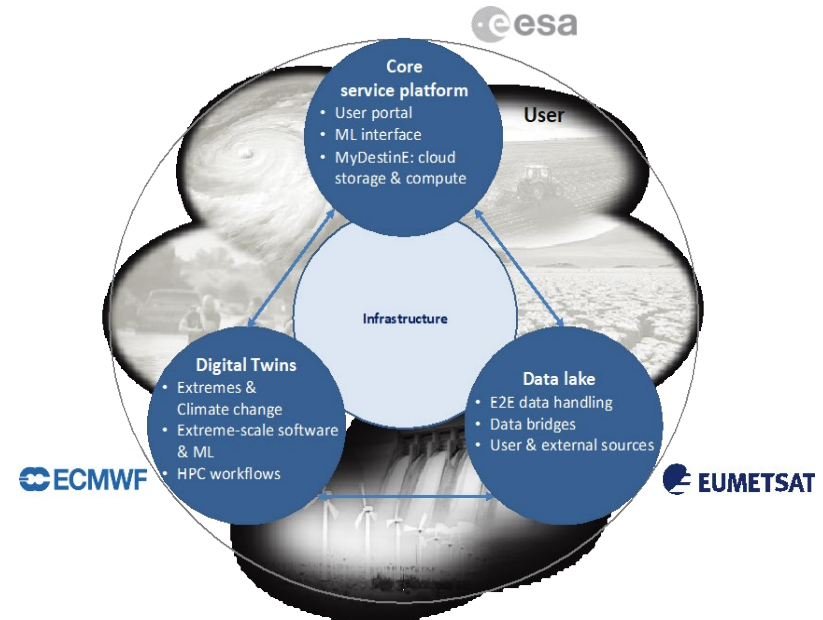 esa
Core
service platform
• User portal
• ML interface
• MyDestinE: cloud
storage & compute
User
Infrastructure
Digital Twins
• Extremes &
Climate change
• Extreme-scale software
& ML
• HPC workflows
Data lake
• E2E data handling
• Data bridges
• User & external sources
ECMWF
EUMETSAT